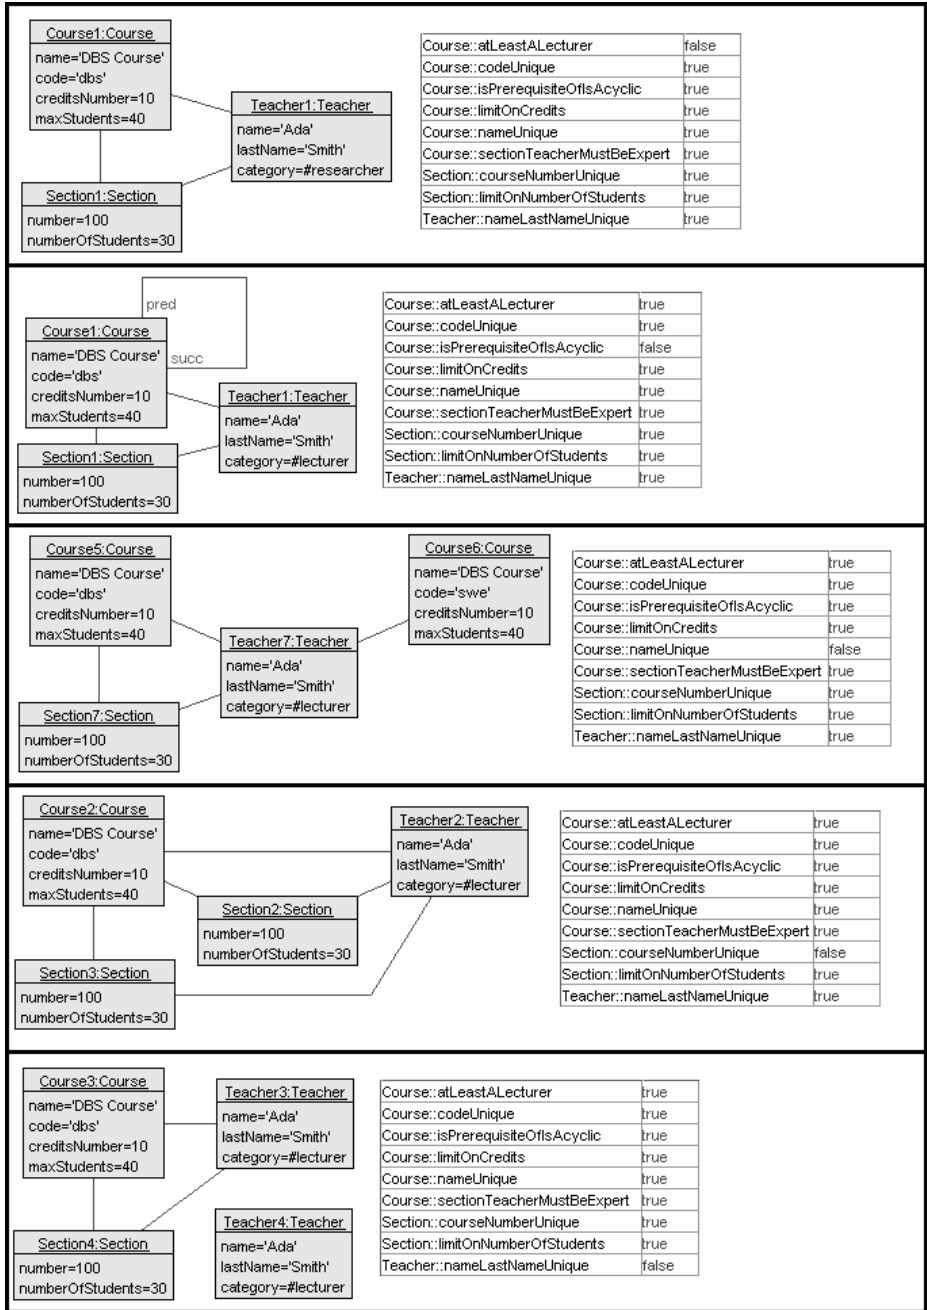 Course1:Course
name='DBS Course'
code='dbs'
creditsNumber=10
maxStudents=40
Teacher1:Teacher
name='Ada'
lastName='Smith'
category=#researcher
Section1:Section
number=100
numberOfStudents=30
Course::atLeastALecturer false
Course::codeUnique true
Course::isPrerequisiteOfIsAcyclic true
Course::limitOnCredits true
Course::nameUnique true
Course::sectionTeacherMustBeExpert true
Section::courseNumberUnique true
Section::limitOnNumberOfStudents true
Teacher::nameLastNameUnique true
pred
succ
Course1:Course
name='DBS Course'
code='dbs'
creditsNumber=10
maxStudents=40
Teacher1:Teacher
name='Ada'
lastName='Smith'
category=#lecturer
Section1:Section
number=100
numberOfStudents=30
Course::atLeastALecturer true
Course::codeUnique true
Course::isPrerequisiteOfIsAcyclic false
Course::limitOnCredits true
Course::nameUnique true
Course::sectionTeacherMustBeExpert true
Section::courseNumberUnique true
Section::limitOnNumberOfStudents true
Teacher::nameLastNameUnique true
Course5:Course
name='DBS Course'
code='dbs'
creditsNumber=10
maxStudents=40
Teacher7:Teacher
name='Ada'
lastName='Smith'
category=#lecturer
Course6:Course
name='DBS Course'
code='swe'
creditsNumber=10
maxStudents=40
Section7:Section
number=100
numberOfStudents=30
Course::atLeastALecturer true
Course::codeUnique true
Course::isPrerequisiteOfIsAcyclic true
Course::limitOnCredits true
Course::nameUnique false
Course::sectionTeacherMustBeExpert true
Section::courseNumberUnique true
Section::limitOnNumberOfStudents true
Teacher::nameLastNameUnique true
Course2:Course
name='DBS Course'
code='dbs'
creditsNumber=10
maxStudents=40
Teacher2:Teacher
name='Ada'
lastName='Smith'
category=#lecturer
Section2:Section
number=100
numberOfStudents=30
Section3:Section
number=100
numberOfStudents=30
Course::atLeastALecturer true
Course::codeUnique true
Course::isPrerequisiteOfIsAcyclic true
Course::limitOnCredits true
Course::nameUnique true
Course::sectionTeacherMustBeExpert true
Section::courseNumberUnique false
Section::limitOnNumberOfStudents true
Teacher::nameLastNameUnique true
Course3:Course
name='DBS Course'
code='dbs'
creditsNumber=10
maxStudents=40
Teacher3:Teacher
name='Ada'
lastName='Smith'
category=#lecturer
Section4:Section
number=100
numberOfStudents=30
Teacher4:Teacher
name='Ada'
lastName='Smith'
category=#lecturer
Course::atLeastALecturer true
Course::codeUnique true
Course::isPrerequisiteOfIsAcyclic true
Course::limitOnCredits true
Course::nameUnique true
Course::sectionTeacherMustBeExpert true
Section::courseNumberUnique true
Section::limitOnNumberOfStudents true
Teacher::nameLastNameUnique false